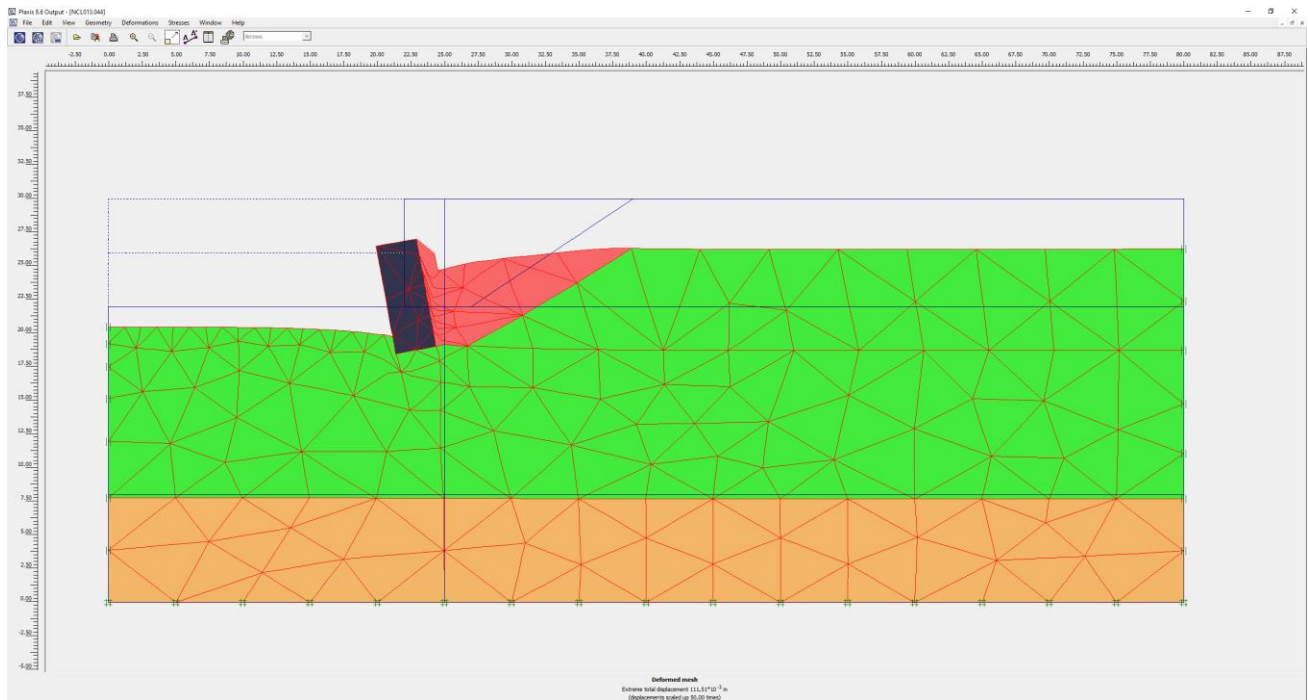 Plaxis 8.6 Output - [NCL013.044]
File Edit View Geometry Deformations Stresses Window Help
Arrows
-2.50 0.00 2.50 5.00 7.50 10.00 12.50 15.00 17.50 20.00 22.50 25.00 27.50 30.00 32.50 35.00 37.50 40.00 42.50 45.00 47.50 50.00 52.50 55.00 57.50 60.00 62.50 65.00 67.50 70.00 72.50 75.00 77.50 80.00 82.50 85.00 87.50
37.50
35.00
32.50
30.00
27.50
25.00
22.50
20.00
17.50
15.00
12.50
10.00
7.50
5.00
2.50
0.00
-2.50
-5.00
Deformed mesh
Extreme total displacement 111,51*10⁻³ m
(displacements scaled up 50,00 times)